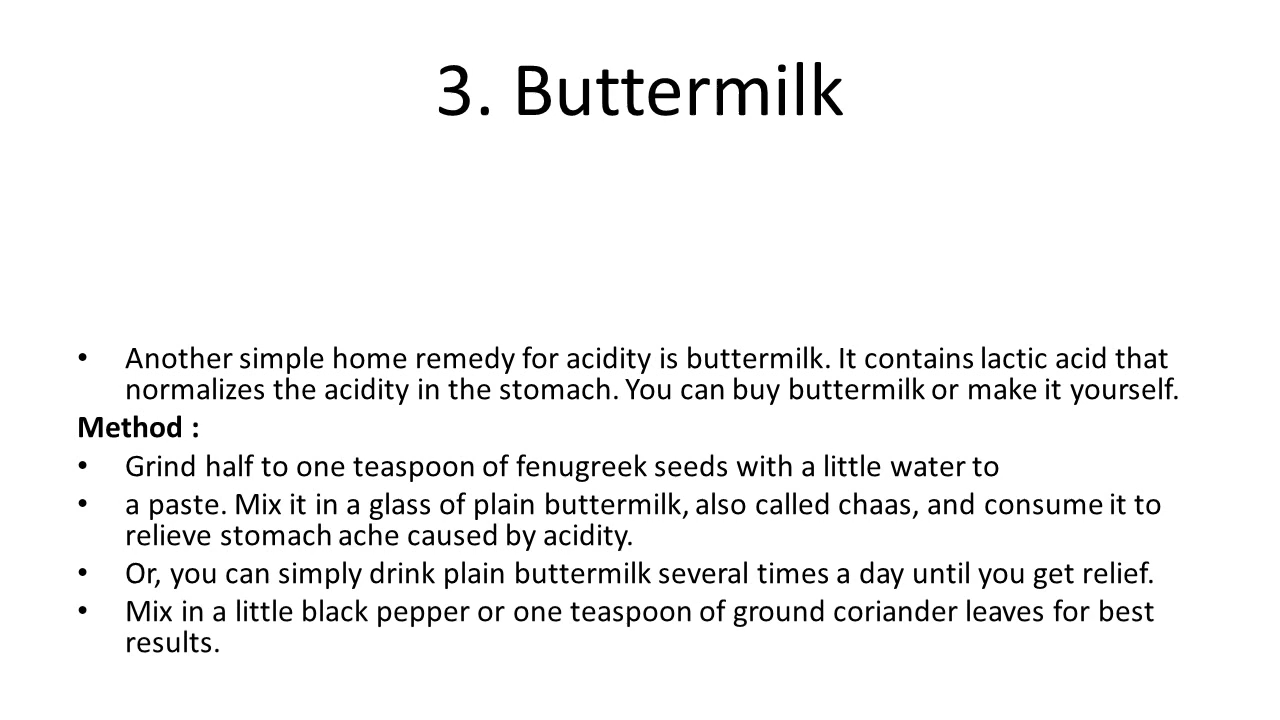 3. Buttermilk
• Another simple home remedy for acidity is buttermilk. It contains lactic acid that
normalizes the acidity in the stomach. You can buy buttermilk or make it yourself.
Method :
• Grind half to one teaspoon of fenugreek seeds with a little water to
• a paste. Mix it in a glass of plain buttermilk, also called chaas, and consume it to
relieve stomach ache caused by acidity.
• Or, you can simply drink plain buttermilk several times a day until you get relief.
• Mix in a little black pepper or one teaspoon of ground coriander leaves for best
results.